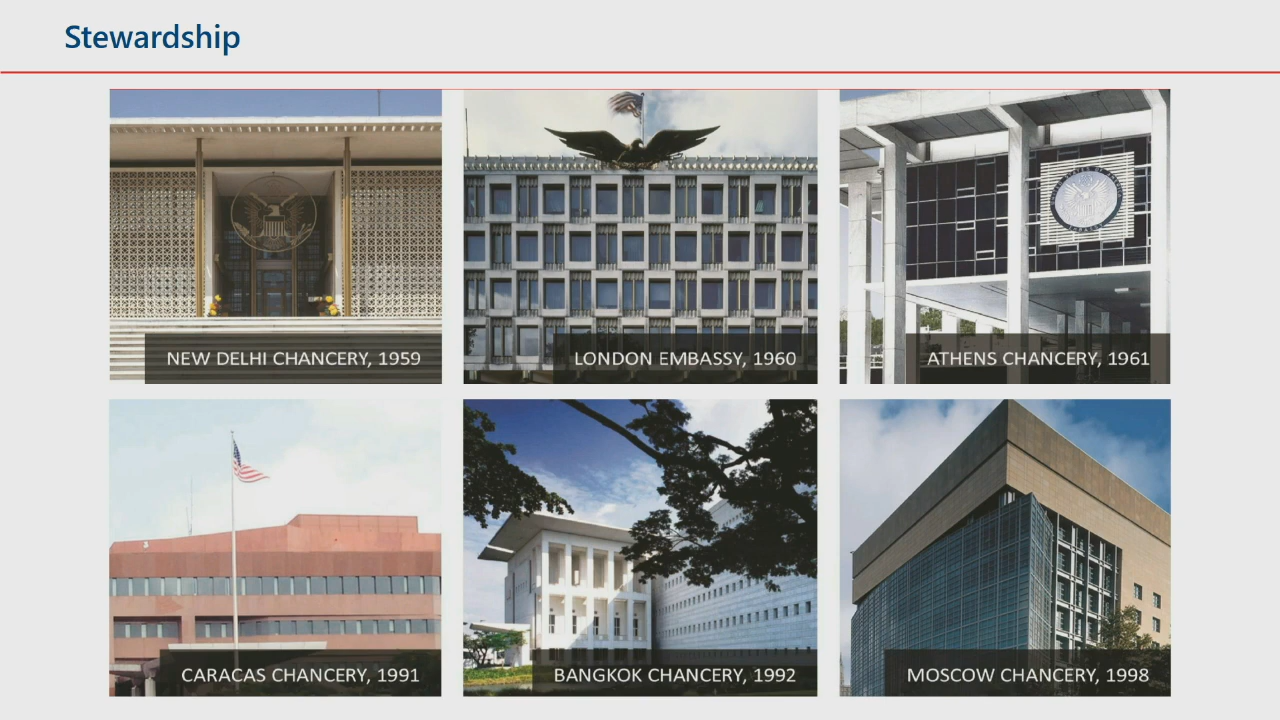 Stewardship
NEW DELHI CHANCERY, 1959
LONDON EMBASSY, 1960
ATHENS CHANCERY, 1961
CARACAS CHANCERY, 1991
BANGKOK CHANCERY, 1992
MOSCOW CHANCERY, 1998